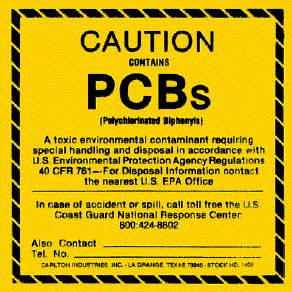 CAUTION
CONTAINS
PCBs
(Polychlorinated Biphenyls)
A toxic environmental contaminant requiring
special handling and disposal in accordance with
U.S. Environmental Protection Agency Regulations
40 CFR 761—For Disposal Information contact
the nearest U.S. EPA Office
In case of accident or spill, call toll free the U.S.
Coast Guard National Response Center:
800:424-8802
Also Contact
Tel. No.
CARLTON INDUSTRIES, INC. · LA GRANGE, TEXAS 78945 · STOCK NO. 1400